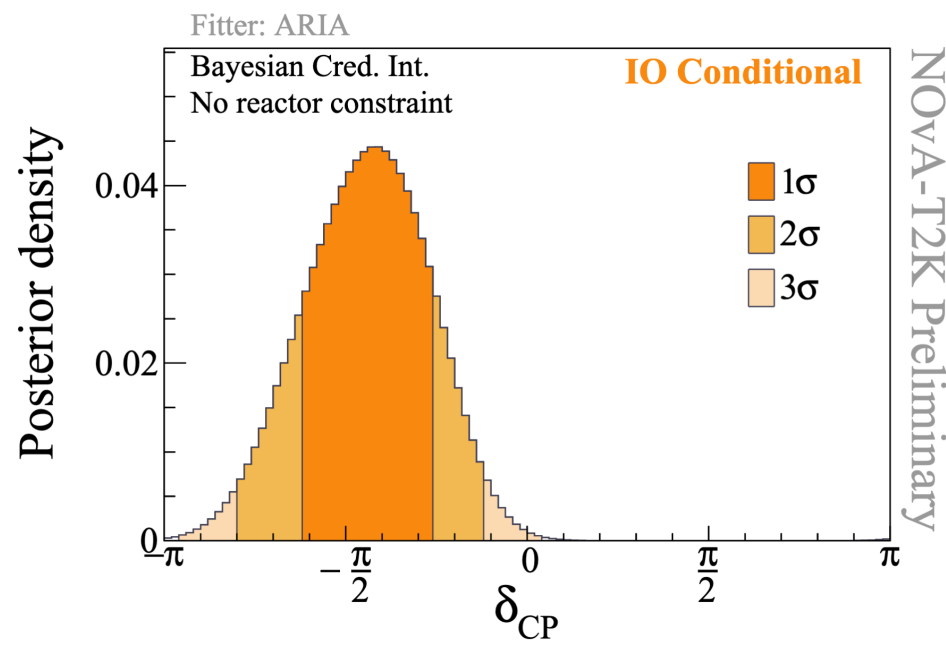 Fitter: ARIA
Bayesian Cred. Int.
No reactor constraint
IO Conditional
NOvA-T2K Preliminary
1σ
2σ
3σ
Posterior density
0.04
0.02
0
−π
−π/2
0
π/2
π
δCP